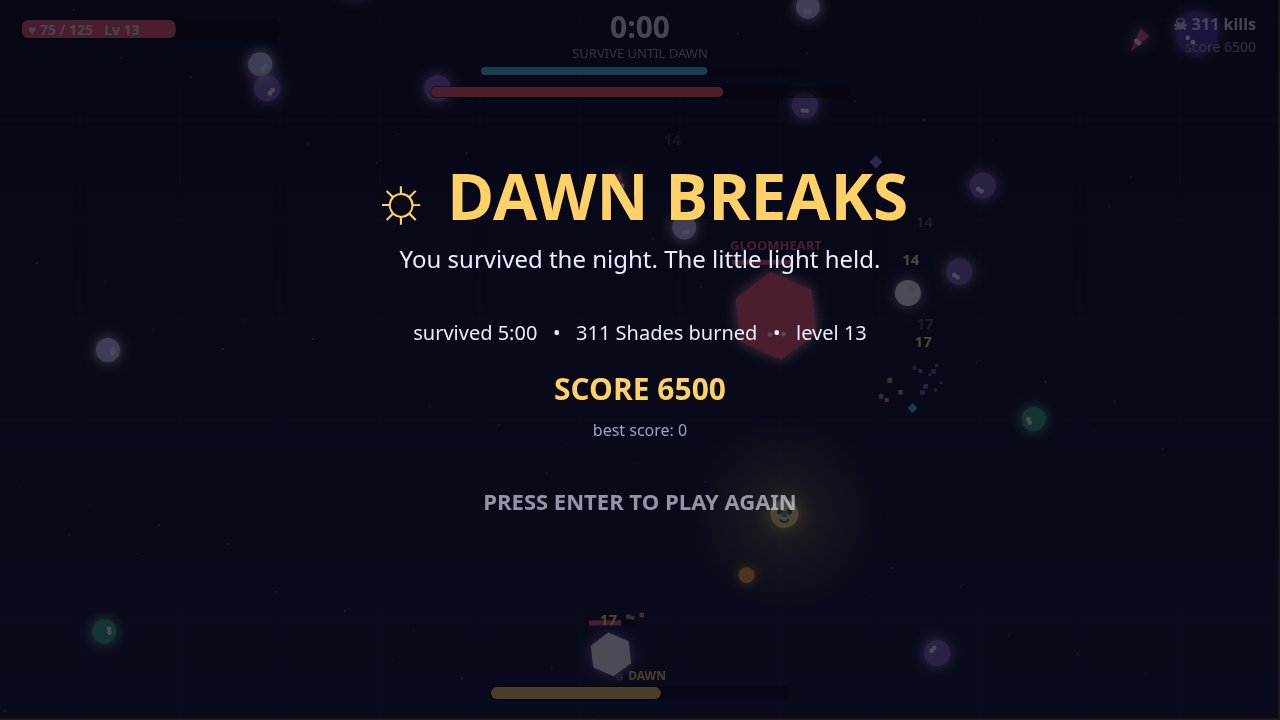 ♥ 75 / 125 Lv 13
0:00
SURVIVE UNTIL DAWN
☠ 311 kills
score 6500
14
☼ DAWN BREAKS
14
GLOOMHEART
You survived the night. The little light held.
14
17
survived 5:00 • 311 Shades burned • level 13
17
SCORE 6500
best score: 0
PRESS ENTER TO PLAY AGAIN
17
☼ DAWN